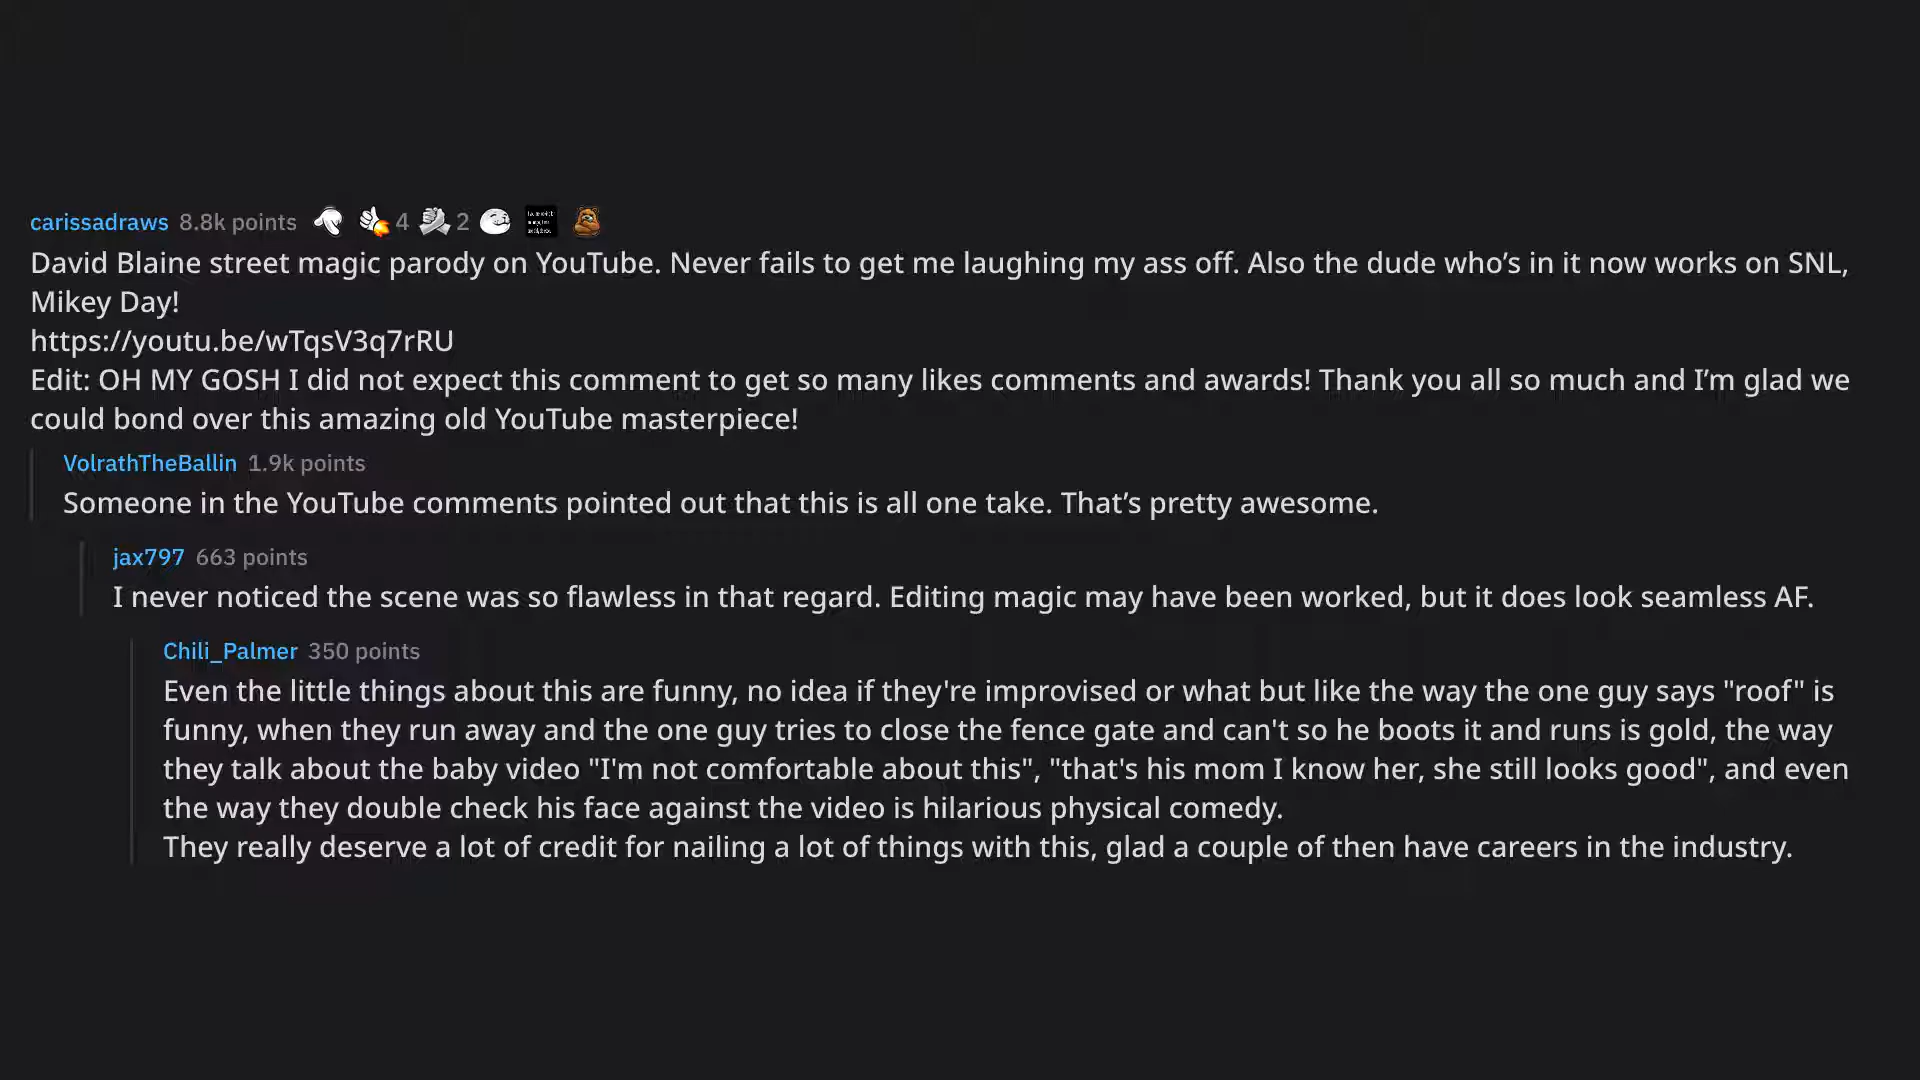 carissadraws 8.8k points 4 2
David Blaine street magic parody on YouTube. Never fails to get me laughing my ass off. Also the dude who’s in it now works on SNL,
Mikey Day!
https://youtu.be/wTqsV3q7rRU
Edit: OH MY GOSH I did not expect this comment to get so many likes comments and awards! Thank you all so much and I’m glad we
could bond over this amazing old YouTube masterpiece!
VolrathTheBallin 1.9k points
Someone in the YouTube comments pointed out that this is all one take. That’s pretty awesome.
jax797 663 points
I never noticed the scene was so flawless in that regard. Editing magic may have been worked, but it does look seamless AF.
Chili_Palmer 350 points
Even the little things about this are funny, no idea if they're improvised or what but like the way the one guy says "roof" is
funny, when they run away and the one guy tries to close the fence gate and can't so he boots it and runs is gold, the way
they talk about the baby video "I'm not comfortable about this", "that's his mom I know her, she still looks good", and even
the way they double check his face against the video is hilarious physical comedy.
They really deserve a lot of credit for nailing a lot of things with this, glad a couple of then have careers in the industry.